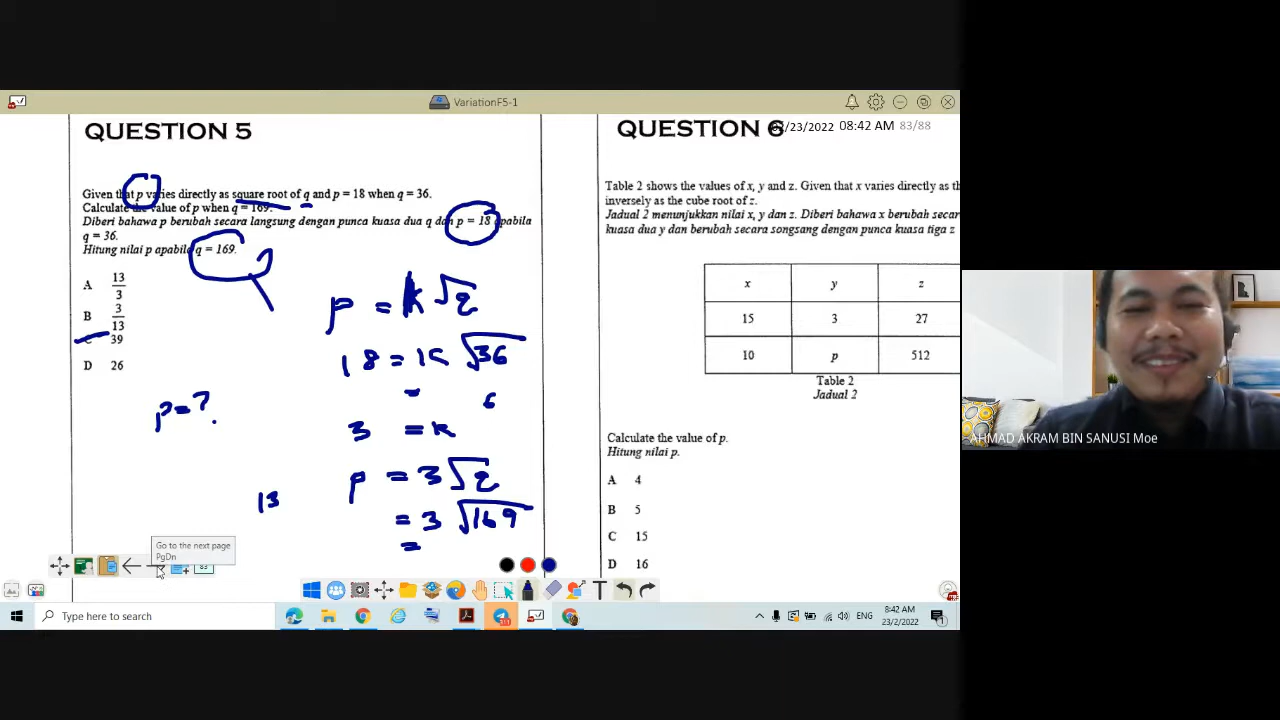 VariationF5-1
QUESTION 5
Given that p varies directly as square root of q and p = 18 when q = 36.
Calculate the value of p when q = 169.
Diberi bahawa p berubah secara langsung dengan punca kuasa dua q dan p = 18 apabila
q = 36.
Hitung nilai p apabila q = 169.
A 13/3
B 3/13
C 39
D 26
p = ?
13
p = k√q
18 = k√36
= 6
3 = k
p = 3√q
= 3√169
=
Go to the next page
PgDn
83
QUESTION 6
/23/2022 08:42 AM 83/88
Table 2 shows the values of x, y and z. Given that x varies directly as th
inversely as the cube root of z.
Jadual 2 menunjukkan nilai x, y dan z. Diberi bahawa x berubah secar
kuasa dua y dan berubah secara songsang dengan punca kuasa tiga z
x y z
15 3 27
10 p 512
Table 2
Jadual 2
Calculate the value of p.
Hitung nilai p.
A 4
B 5
C 15
D 16
AHMAD AKRAM BIN SANUSI Moe
Type here to search
ENG
8:42 AM
23/2/2022